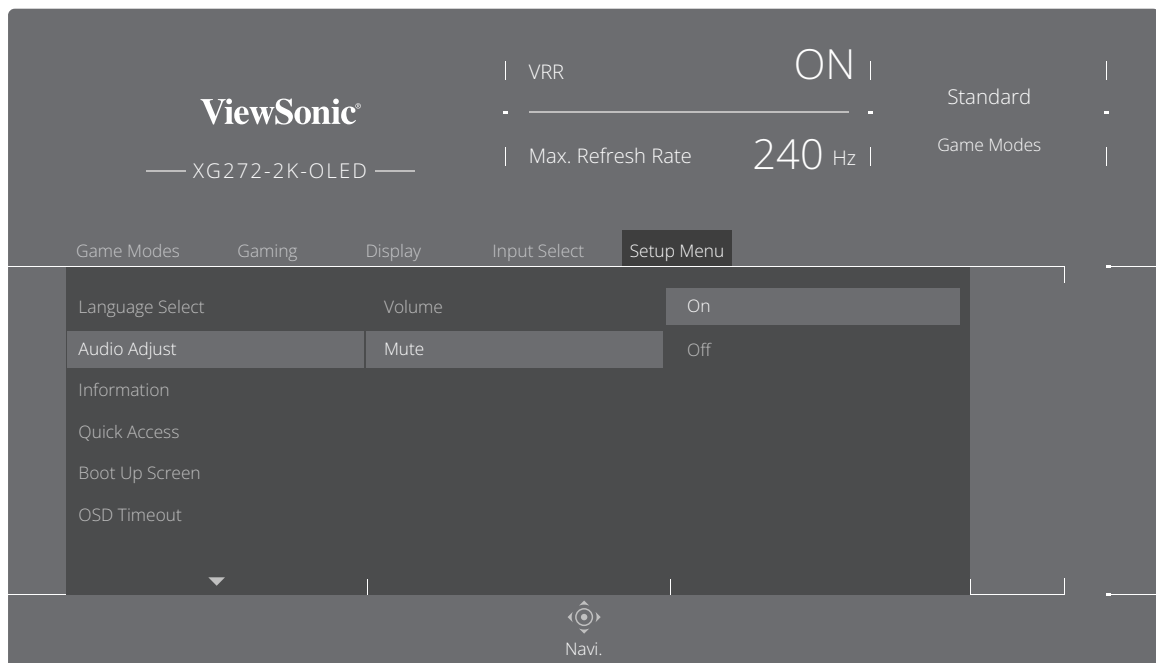 ViewSonic®
XG272-2K-OLED
VRR ON
Max. Refresh Rate 240 Hz
Standard
Game Modes
Game Modes Gaming Display Input Select Setup Menu
Language Select Volume On
Audio Adjust Mute Off
Information
Quick Access
Boot Up Screen
OSD Timeout
Navi.